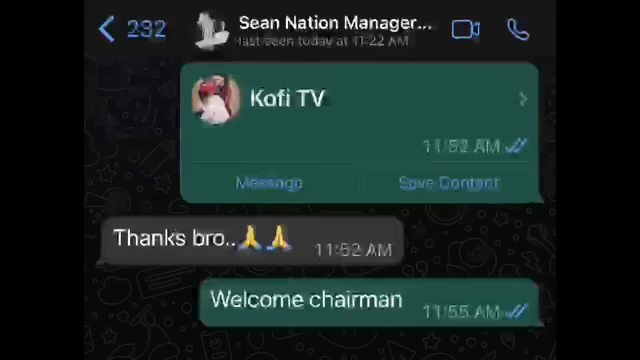 232
Sean Nation Manager...
last seen today at 11:22 AM
Kofi TV
11:52 AM
Message
Save Contact
Thanks bro..🙏🙏
11:52 AM
Welcome chairman
11:55 AM